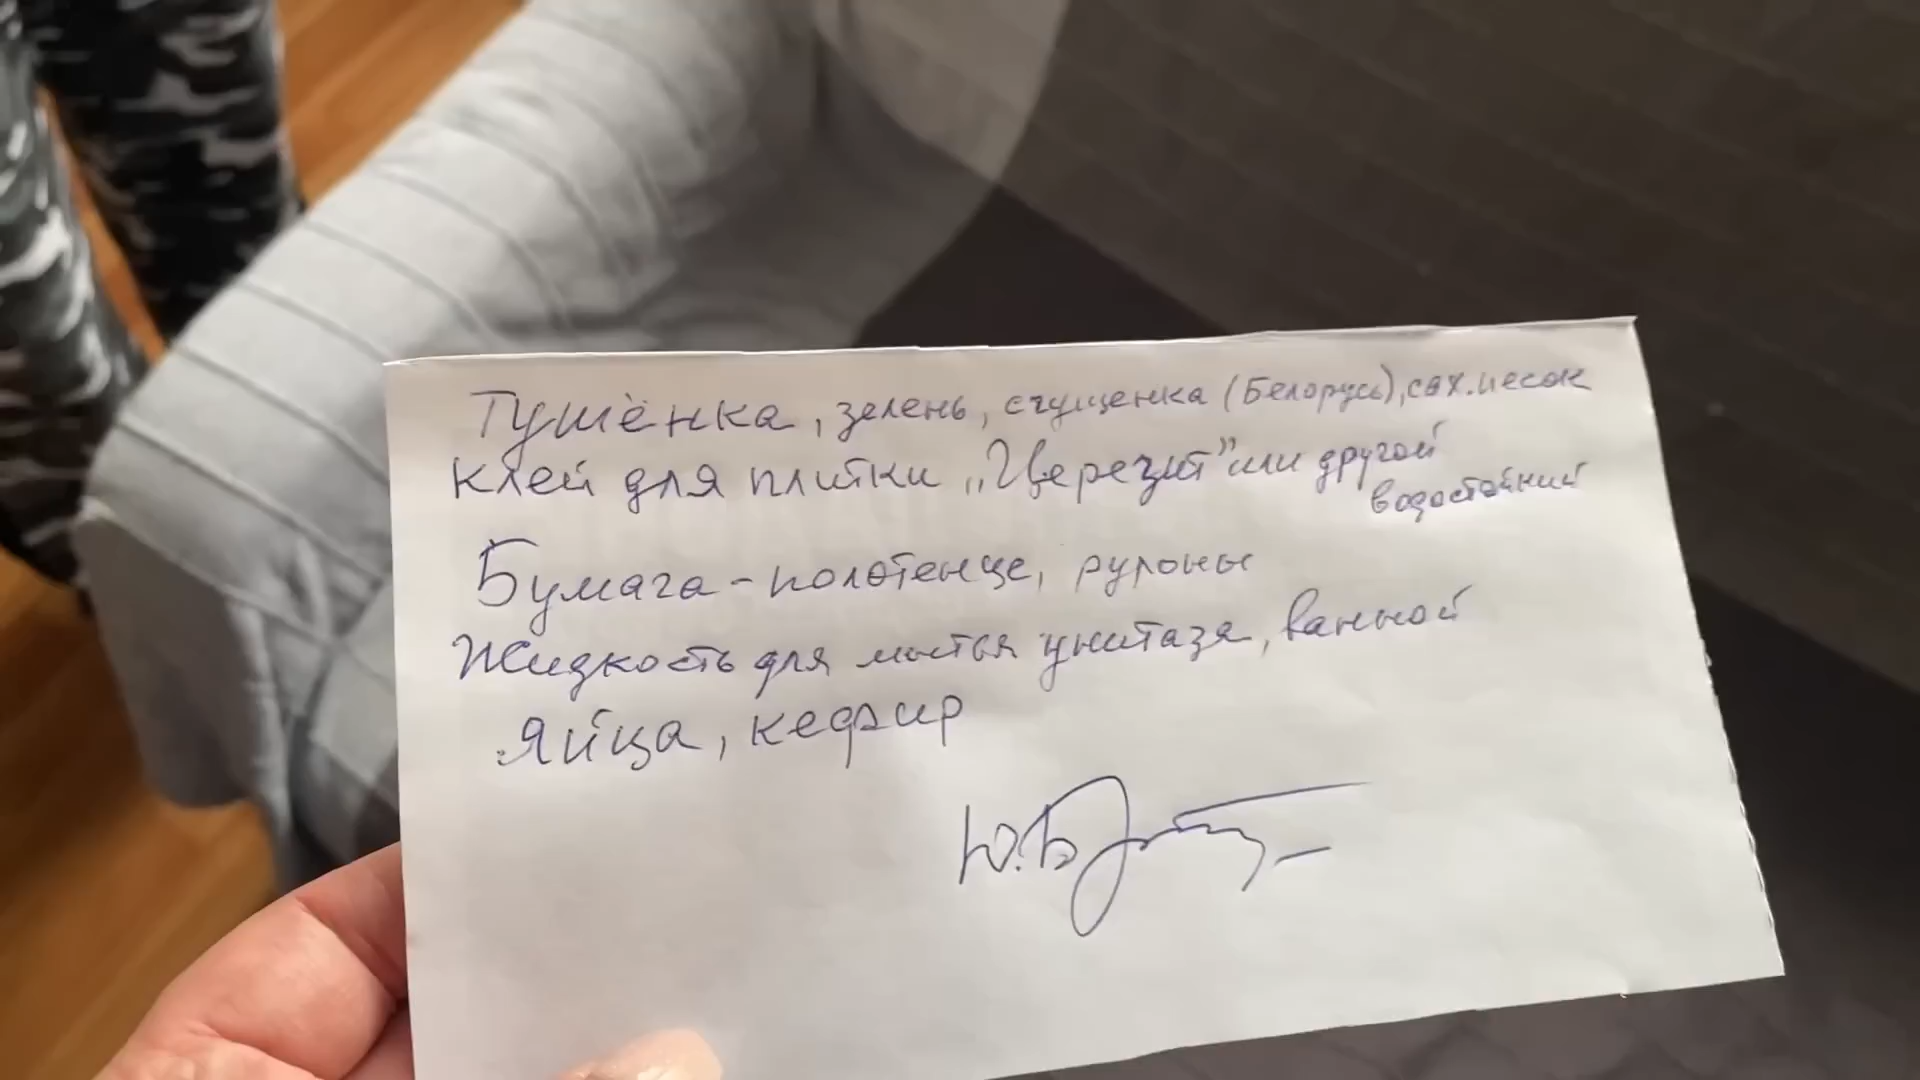 Тушёнка, зелень, сгущенка (Белорусь), сах.песок
клей для плитки „Церезит” или другой
водостойкий
Бумага - полотенце, рулоны
Жидкость для мытья унитаза, ванной
Яйца, кефир
Ю.Б